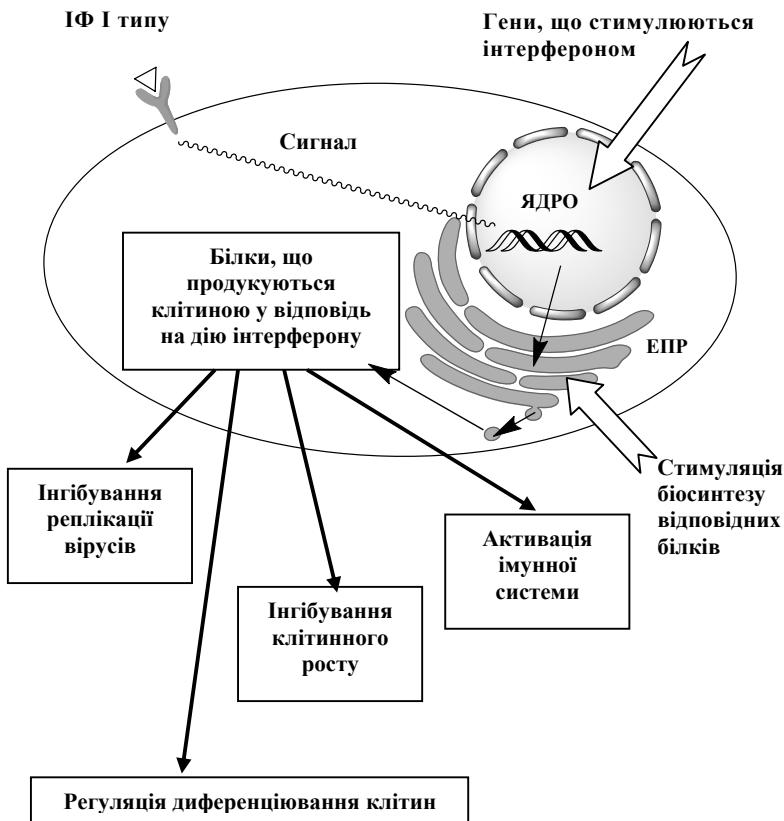 ІФ І типу
Гени, що стимулюються
інтерфероном
Сигнал
ЯДРО
Білки, що
продукуються
клітиною у відповідь
на дію інтерферону
ЕПР
Стимуляція
біосинтезу
відповідних
білків
Інгібування
реплікації
вірусів
Активація
імунної
системи
Інгібування
клітинного
росту
Регуляція диференціювання клітин